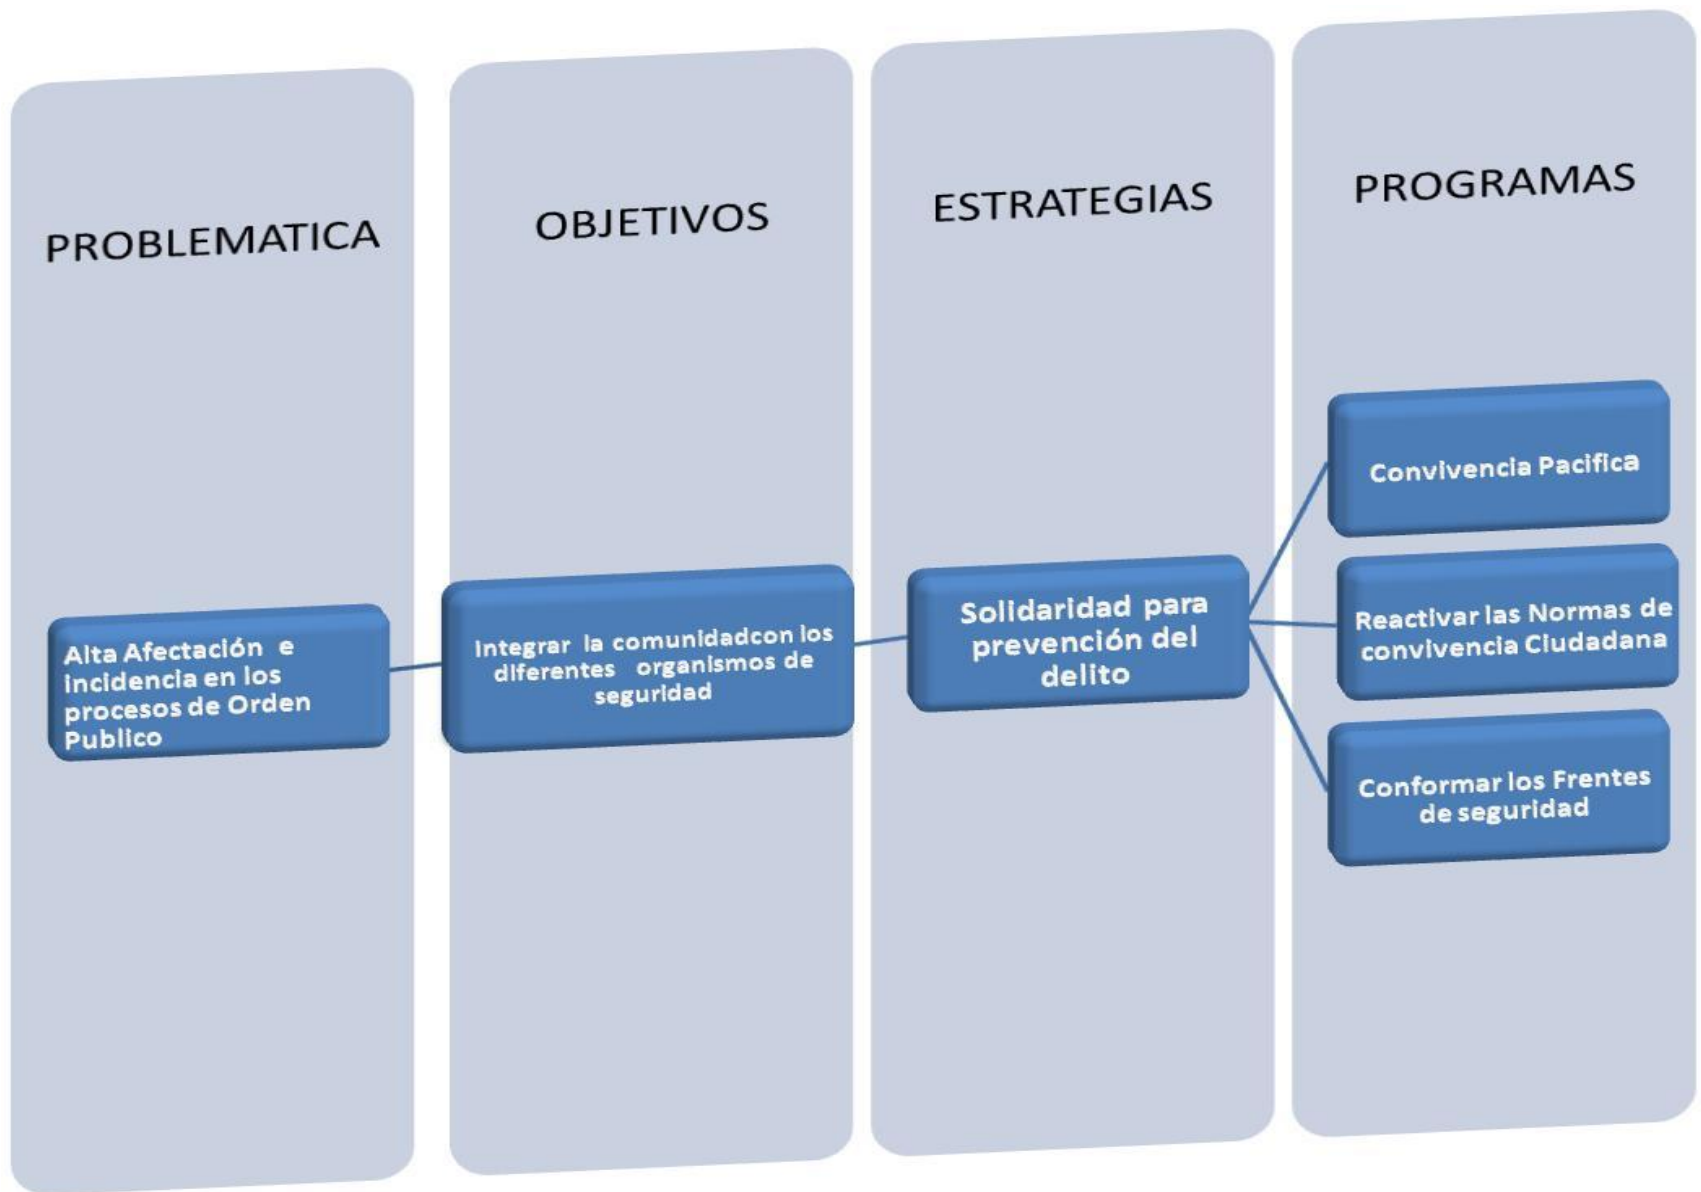 PROBLEMATICA
OBJETIVOS
ESTRATEGIAS
PROGRAMAS
Alta Afectación e
incidencia en los
procesos de Orden
Publico
Integrar la comunidadcon los
diferentes organismos de
seguridad
Solidaridad para
prevención del
delito
Convivencia Pacifica
Reactivar las Normas de
convivencia Ciudadana
Conformar los Frentes
de seguridad